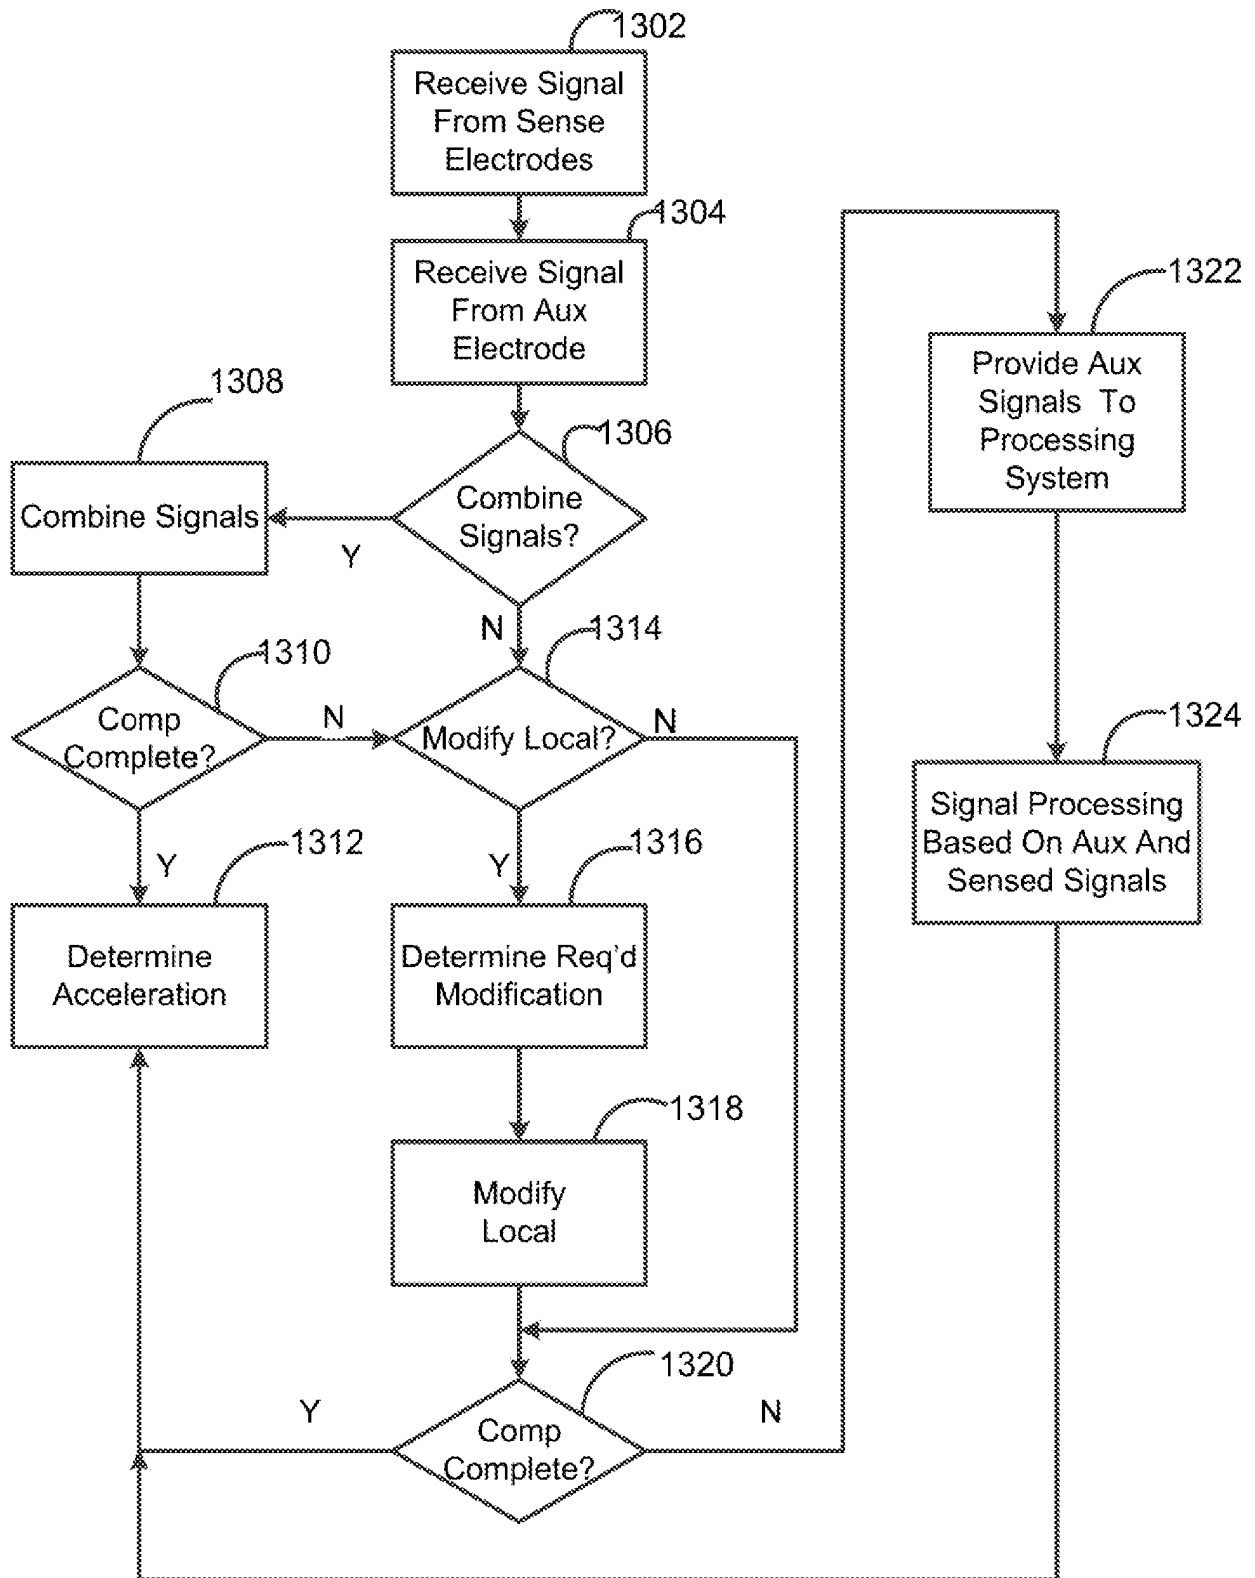 1302
Receive Signal
From Sense
Electrodes
1304
Receive Signal
From Aux
Electrode
1306
Combine
Signals?
Y
N
1308
Combine Signals
1310
Comp
Complete?
N
Y
1312
Determine
Acceleration
1314
Modify Local?
N
Y
1316
Determine Req'd
Modification
1318
Modify
Local
1320
Comp
Complete?
Y
N
1322
Provide Aux
Signals To
Processing
System
1324
Signal Processing
Based On Aux And
Sensed Signals